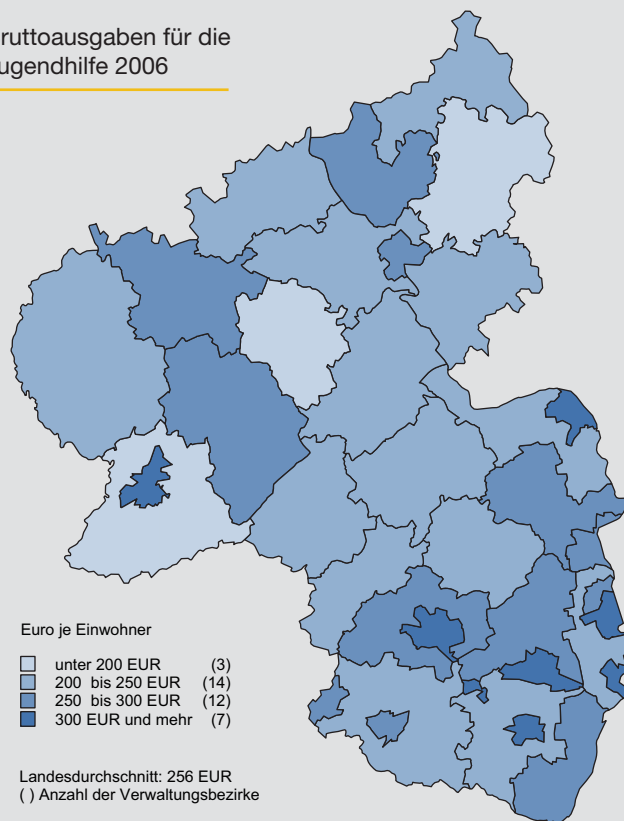 ruttoausgaben für die
ugendhilfe 2006
Euro je Einwohner
unter 200 EUR (3)
200 bis 250 EUR (14)
250 bis 300 EUR (12)
300 EUR und mehr (7)
Landesdurchschnitt: 256 EUR
( ) Anzahl der Verwaltungsbezirke